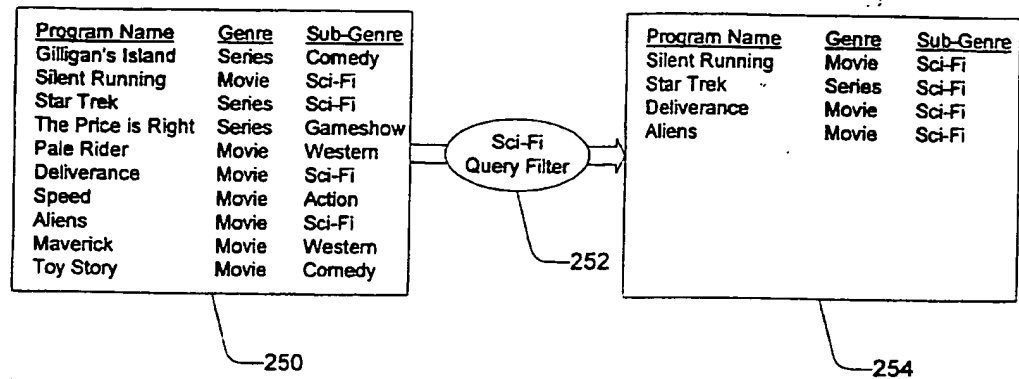 Program Name Genre Sub-Genre
Gilligan's Island Series Comedy
Silent Running Movie Sci-Fi
Star Trek Series Sci-Fi
The Price is Right Series Gameshow
Pale Rider Movie Western
Deliverance Movie Sci-Fi
Speed Movie Action
Aliens Movie Sci-Fi
Maverick Movie Western
Toy Story Movie Comedy
250
Sci-Fi
Query Filter
252
Program Name Genre Sub-Genre
Silent Running Movie Sci-Fi
Star Trek Series Sci-Fi
Deliverance Movie Sci-Fi
Aliens Movie Sci-Fi
254